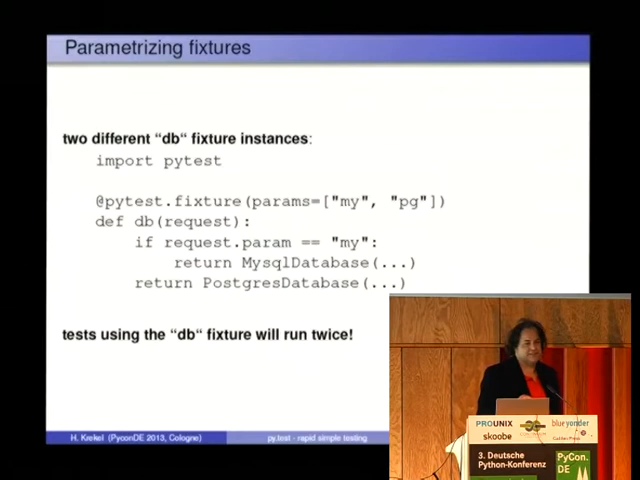 Parametrizing fixtures
two different “db“ fixture instances:
import pytest
@pytest.fixture(params=["my", "pg"])
def db(request):
if request.param == "my":
return MysqlDatabase(...)
return PostgresDatabase(...)
tests using the “db“ fixture will run twice!
H. Krekel (PyconDE 2013, Cologne)
py.test - rapid simple testing
PROUNIX
blueyonder
skoobe
3. Deutsche
Python-Konferenz
PyCon.
DE